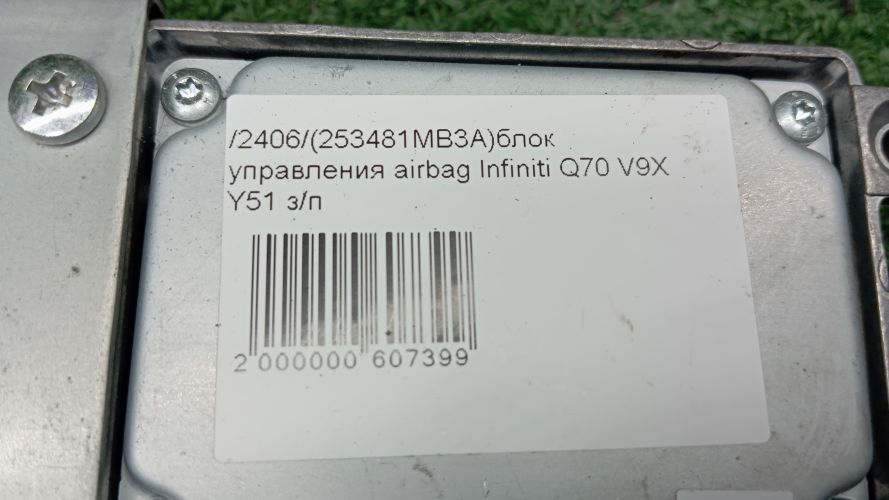 /2406/(253481MB3A)блок
управления airbag Infiniti Q70 V9X
Y51 з/п
2 000000 607399